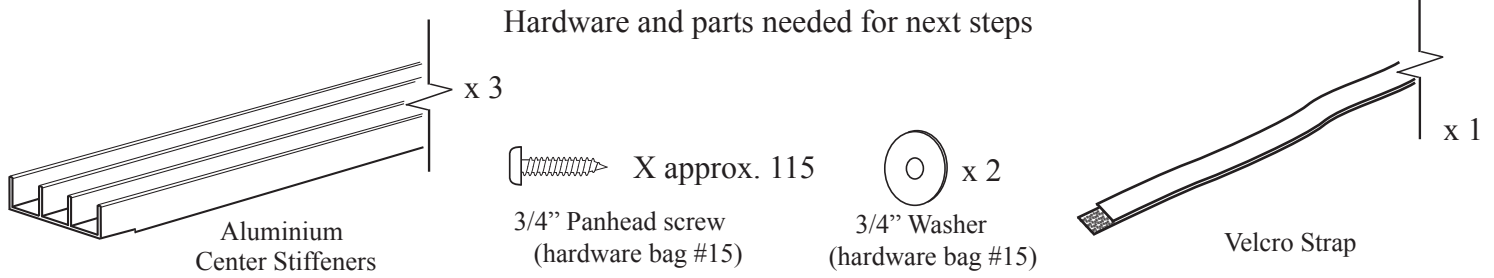 Hardware and parts needed for next steps
x 3
Aluminium
Center Stiffeners
X approx. 115
3/4” Panhead screw
(hardware bag #15)
x 2
3/4” Washer
(hardware bag #15)
x 1
Velcro Strap